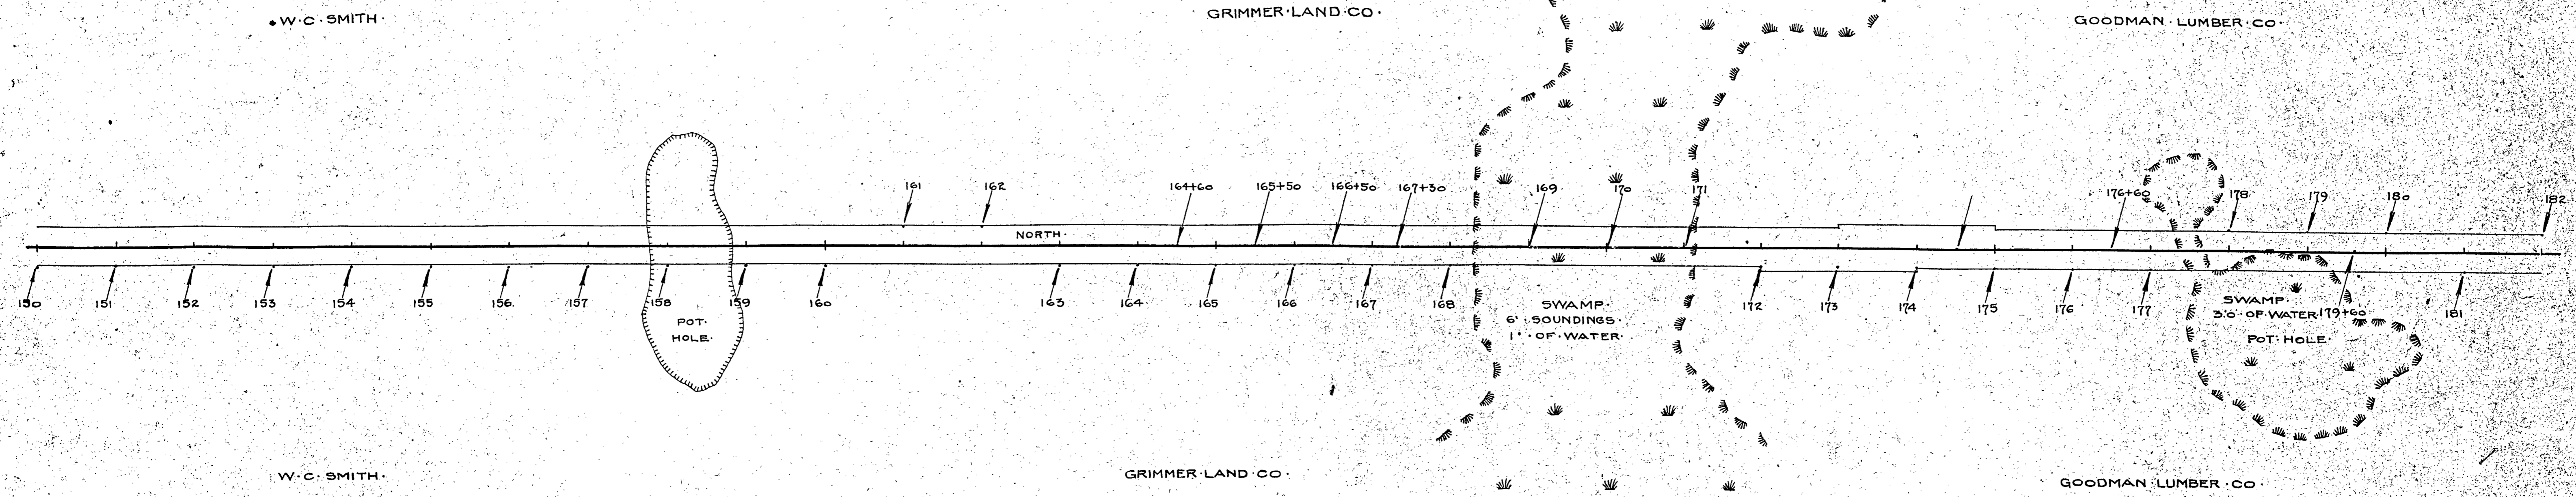 W·C·SMITH·
GRIMMER·LAND·CO·
GOODMAN·LUMBER·CO·
161
162
164+60
165+50
166+50
167+30
169
170
171
176+60
178
179
180
182
NORTH·
150
151
152
153
154
155
156
157
158
159
160
163
164
165
166
167
168
172
173
174
175
176
177
179+60
181
POT·
HOLE·
SWAMP·
6'·SOUNDINGS·
1'·OF·WATER·
SWAMP·
3'0·OF·WATER
POT·HOLE·
W·C·SMITH·
GRIMMER·LAND·CO·
GOODMAN·LUMBER·CO·